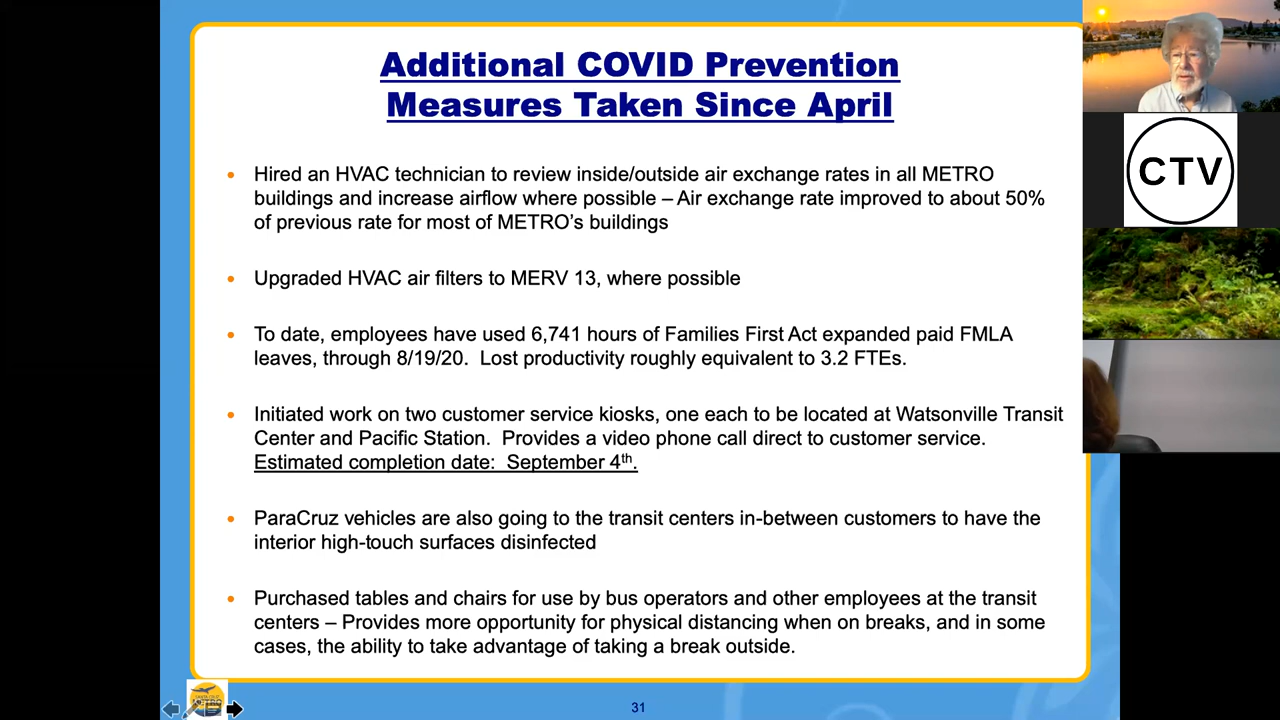 Additional COVID Prevention
Measures Taken Since April
CTV
• Hired an HVAC technician to review inside/outside air exchange rates in all METRO
buildings and increase airflow where possible – Air exchange rate improved to about 50%
of previous rate for most of METRO's buildings
• Upgraded HVAC air filters to MERV 13, where possible
• To date, employees have used 6,741 hours of Families First Act expanded paid FMLA
leaves, through 8/19/20. Lost productivity roughly equivalent to 3.2 FTEs.
• Initiated work on two customer service kiosks, one each to be located at Watsonville Transit
Center and Pacific Station. Provides a video phone call direct to customer service.
Estimated completion date: September 4th.
• ParaCruz vehicles are also going to the transit centers in-between customers to have the
interior high-touch surfaces disinfected
• Purchased tables and chairs for use by bus operators and other employees at the transit
centers – Provides more opportunity for physical distancing when on breaks, and in some
cases, the ability to take advantage of taking a break outside.
31